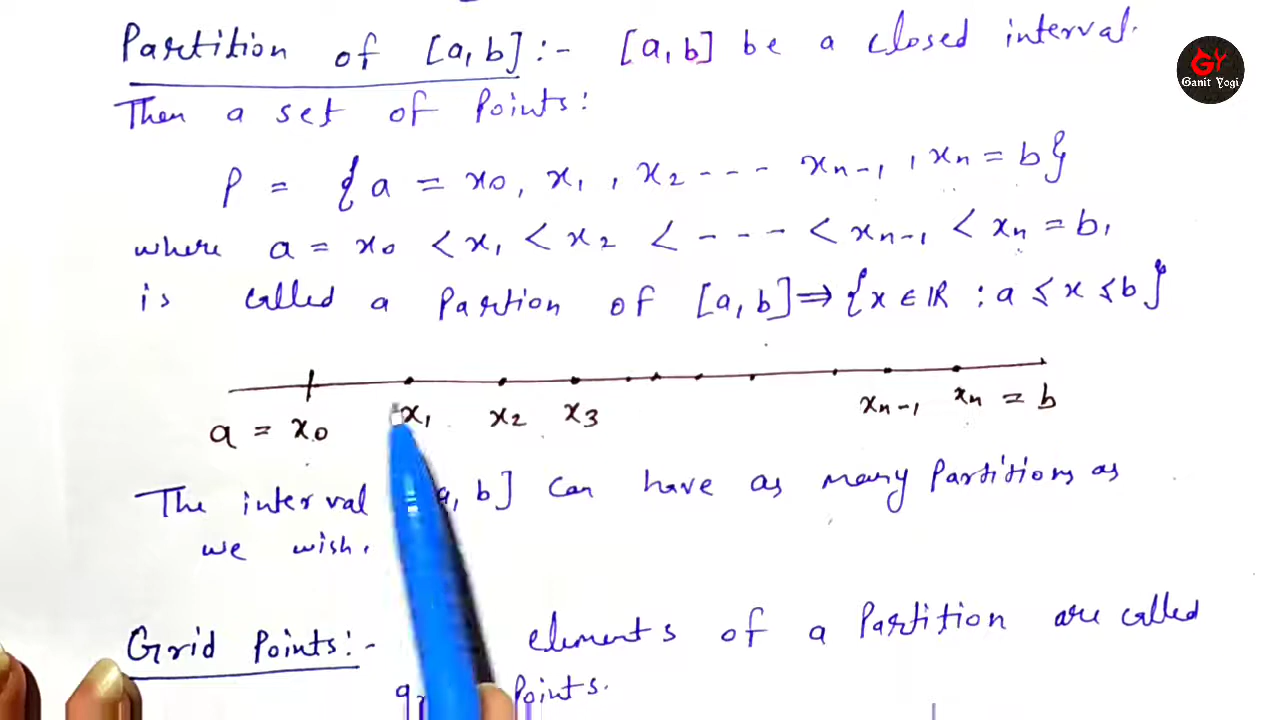 Partition of [a, b] :- [a, b] be a closed interval.
GY
Ganit Yogi
Then a set of Points:
P = {a = x₀, x₁, x₂ - - - xₙ₋₁, xₙ = b}
where a = x₀ < x₁ < x₂ < - - - < xₙ₋₁ < xₙ = b,
is called a Partion of [a, b] ⇒ {x ∈ ℝ : a ≤ x ≤ b}
a = x₀ x₁ x₂ x₃ xₙ₋₁ xₙ = b
The interval a, b] can have as many Partitions as
we wish.
Grid Points:- elements of a Partition are called
Points.